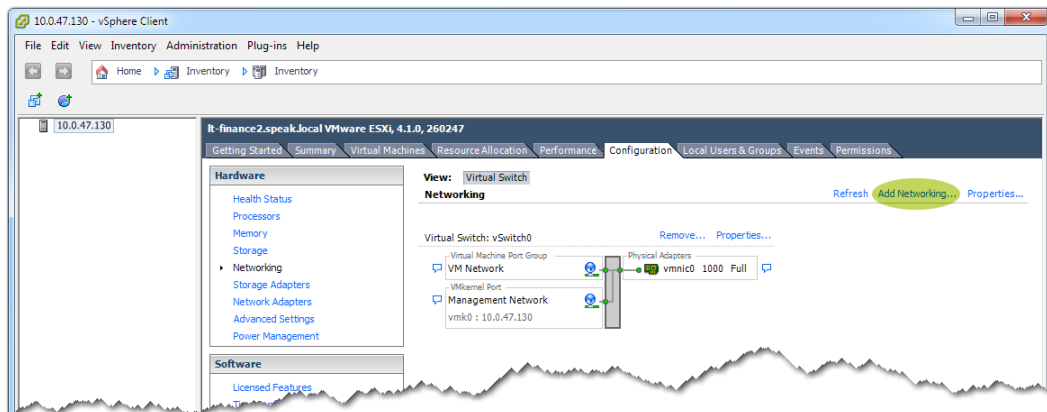 10.0.47.130 - vSphere Client
File Edit View Inventory Administration Plug-ins Help
Home Inventory Inventory
10.0.47.130
lt-finance2.speak.local VMware ESXi, 4.1.0, 260247
Getting Started Summary Virtual Machines Resource Allocation Performance Configuration Local Users & Groups Events Permissions
Hardware
Health Status
Processors
Memory
Storage
Networking
Storage Adapters
Network Adapters
Advanced Settings
Power Management
Software
Licensed Features
View: Virtual Switch
Networking
Refresh Add Networking... Properties...
Virtual Switch: vSwitch0 Remove... Properties...
Virtual Machine Port Group
VM Network
Physical Adapters
vmnic0 1000 Full
VMkernel Port
Management Network
vmk0 : 10.0.47.130